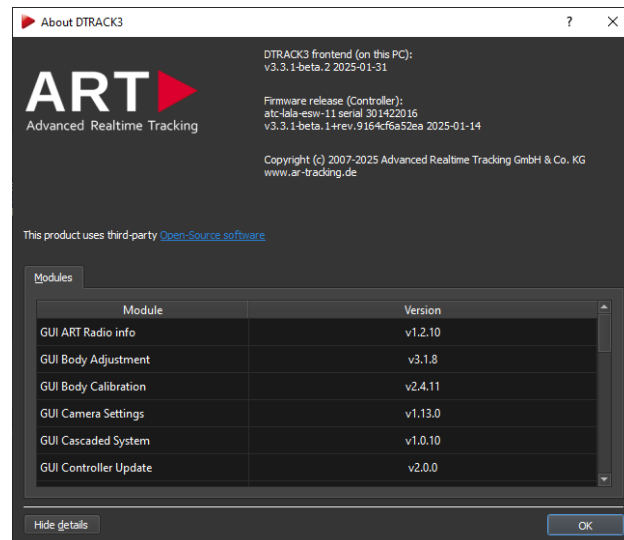 About DTRACK3
?
ART
Advanced Realtime Tracking
DTRACK3 frontend (on this PC):
v3.3.1-beta.2 2025-01-31
Firmware release (Controller):
atc-lala-esw-11 serial 301422016
v3.3.1-beta.1+rev.9164cf6a52ea 2025-01-14
Copyright (c) 2007-2025 Advanced Realtime Tracking GmbH & Co. KG
www.ar-tracking.de
This product uses third-party Open-Source software
Modules
Module Version
GUI ART Radio info v1.2.10
GUI Body Adjustment v3.1.8
GUI Body Calibration v2.4.11
GUI Camera Settings v1.13.0
GUI Cascaded System v1.0.10
GUI Controller Update v2.0.0
Hide details OK